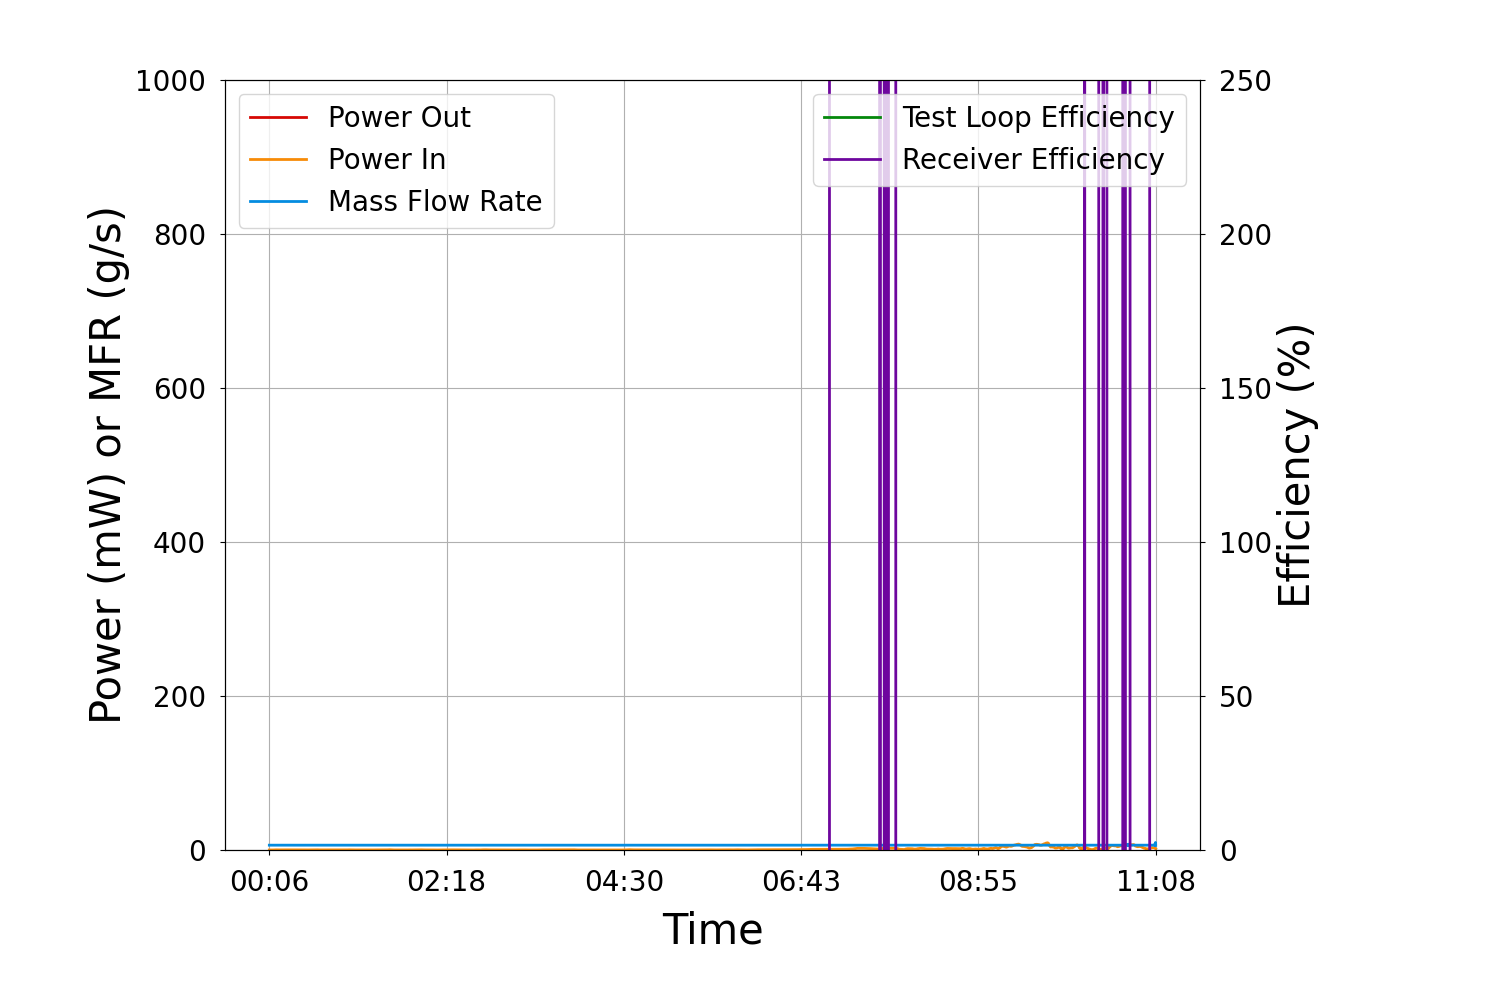 1000
800
600
400
200
0
Power (mW) or MFR (g/s)
Power Out
Power In
Mass Flow Rate
Test Loop Efficiency
Receiver Efficiency
250
200
150
100
50
0
Efficiency (%)
00:06 02:18 04:30 06:43 08:55 11:08
Time